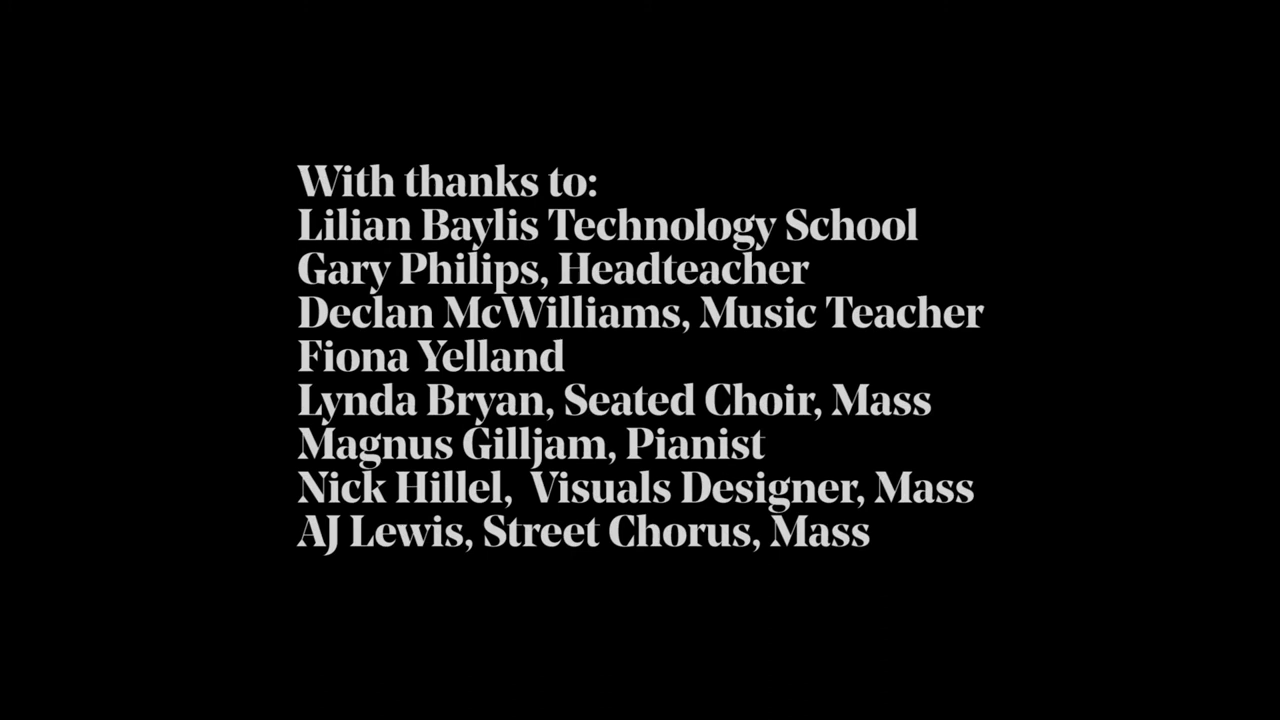 With thanks to:
Lilian Baylis Technology School
Gary Philips, Headteacher
Declan McWilliams, Music Teacher
Fiona Yelland
Lynda Bryan, Seated Choir, Mass
Magnus Gilljam, Pianist
Nick Hillel,  Visuals Designer, Mass
AJ Lewis, Street Chorus, Mass